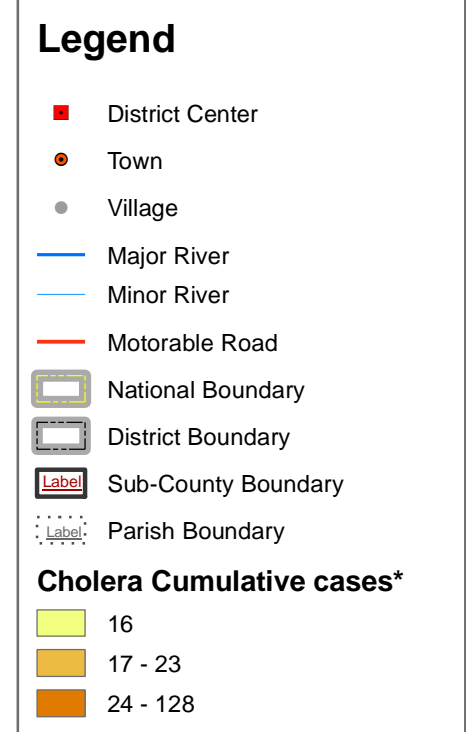 Legend
District Center
Town
Village
Major River
Minor River
Motorable Road
National Boundary
District Boundary
Label Sub-County Boundary
Label Parish Boundary
Cholera Cumulative cases*
16
17 - 23
24 - 128